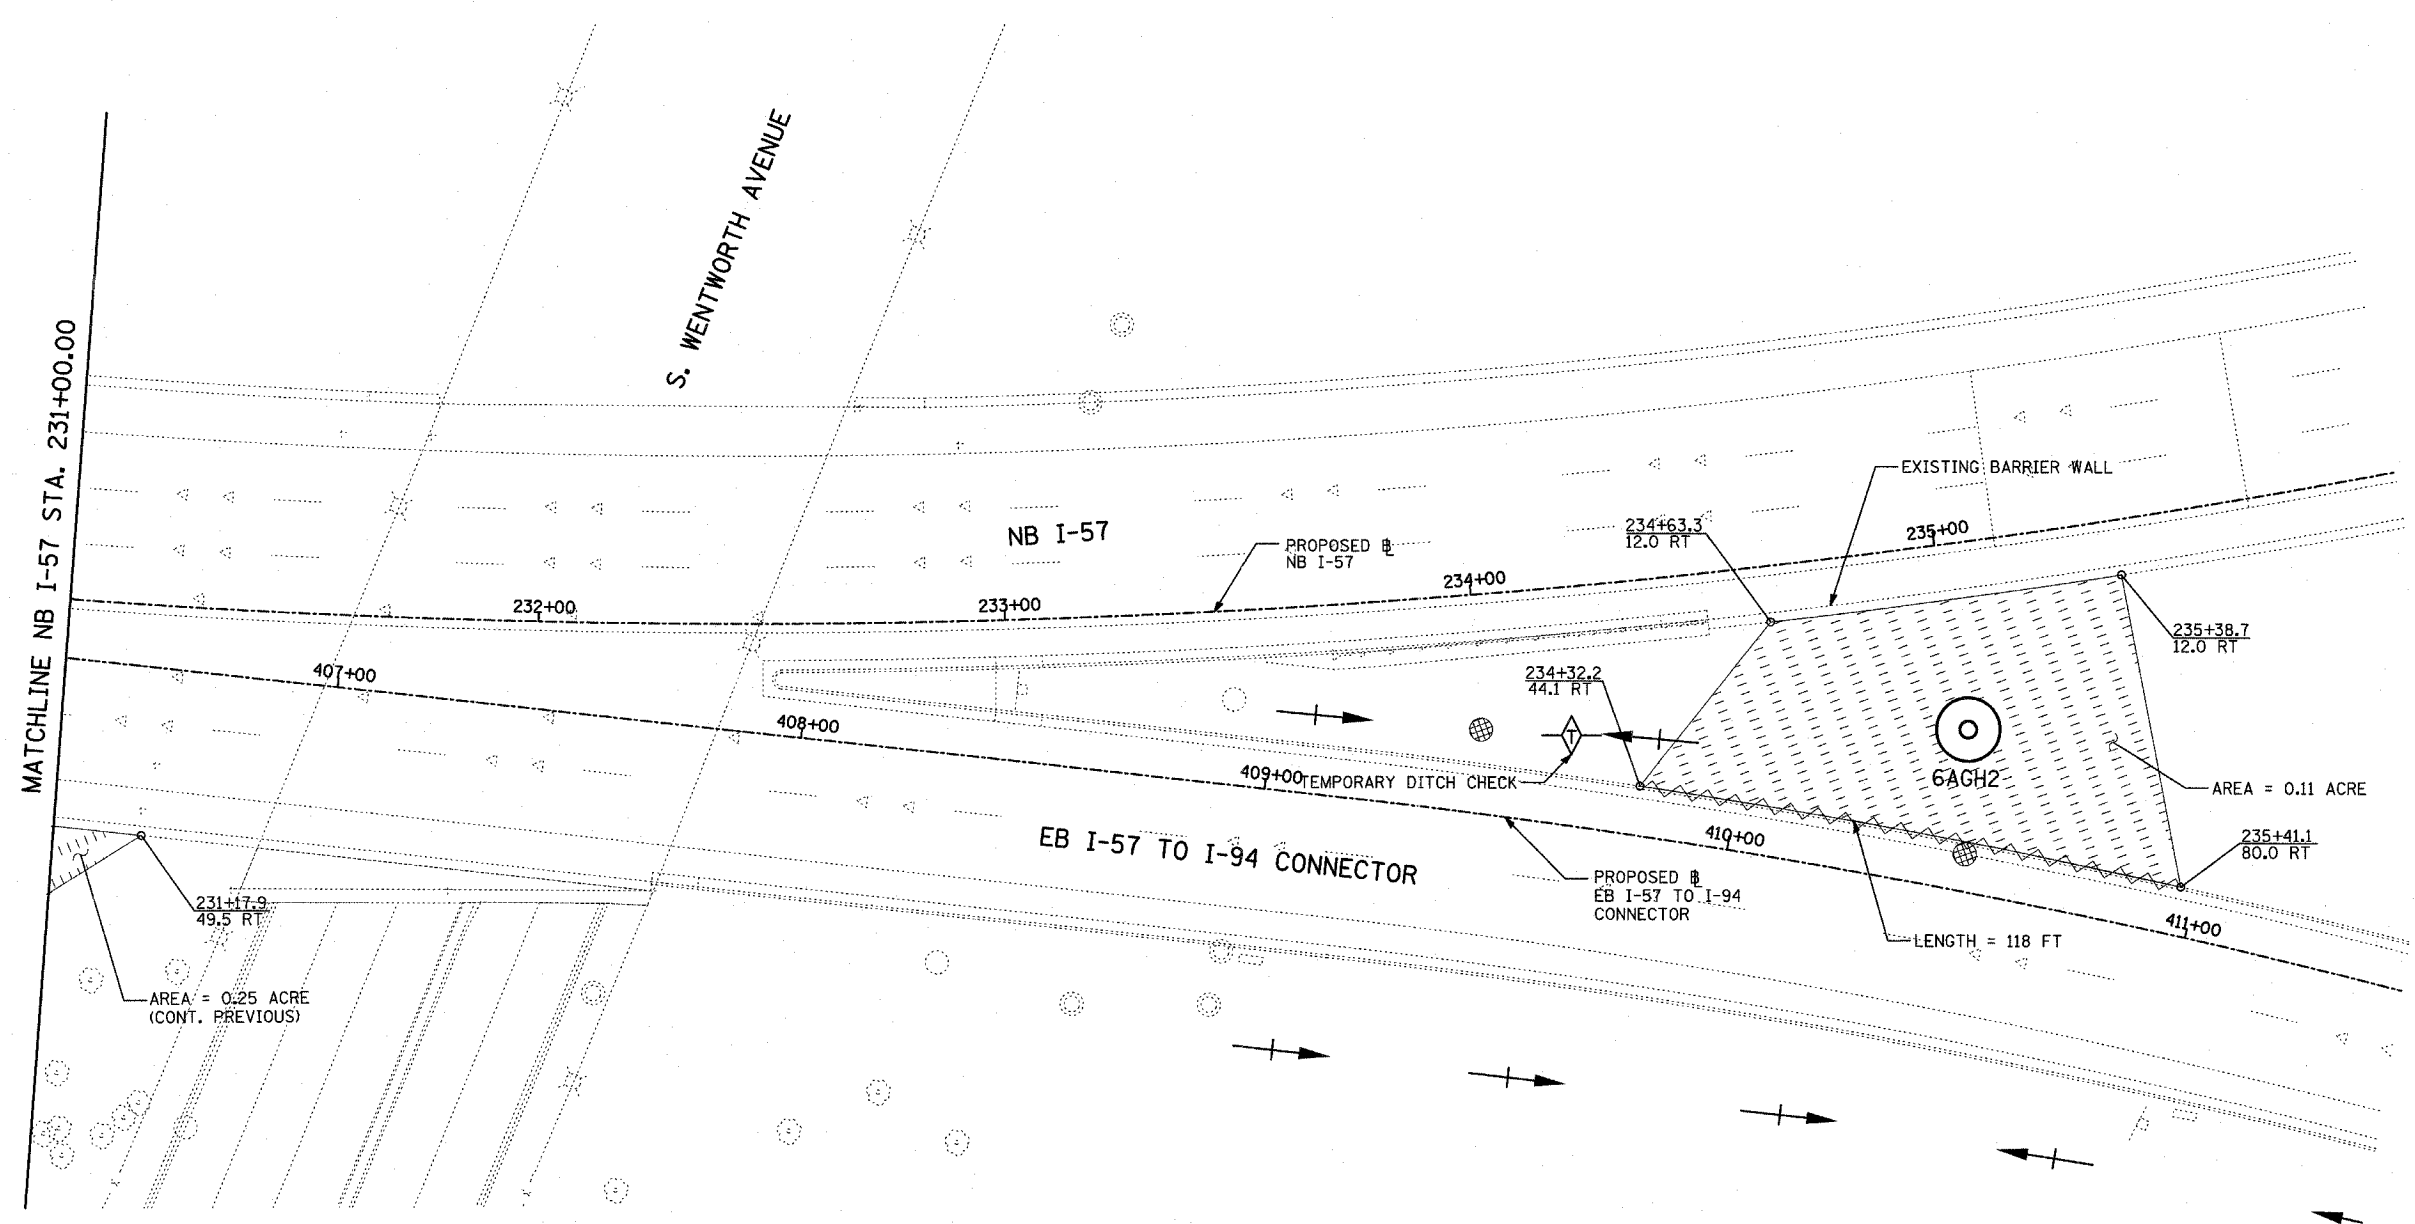 MATCHLINE NB I-57 STA. 231+00.00
S. WENTWORTH AVENUE
EXISTING BARRIER WALL
NB I-57
PROPOSED ⅊
NB I-57
234+63.3
12.0 RT
235+00
234+00
233+00
232+00
235+38.7
12.0 RT
407+00
234+32.2
44.1 RT
408+00
T
409+00
TEMPORARY DITCH CHECK
6AGH2
AREA = 0.11 ACRE
410+00
EB I-57 TO I-94 CONNECTOR
235+41.1
80.0 RT
PROPOSED ⅊
EB I-57 TO I-94
CONNECTOR
231+17.9
49.5 RT
411+00
LENGTH = 118 FT
AREA = 0.25 ACRE
(CONT. PREVIOUS)